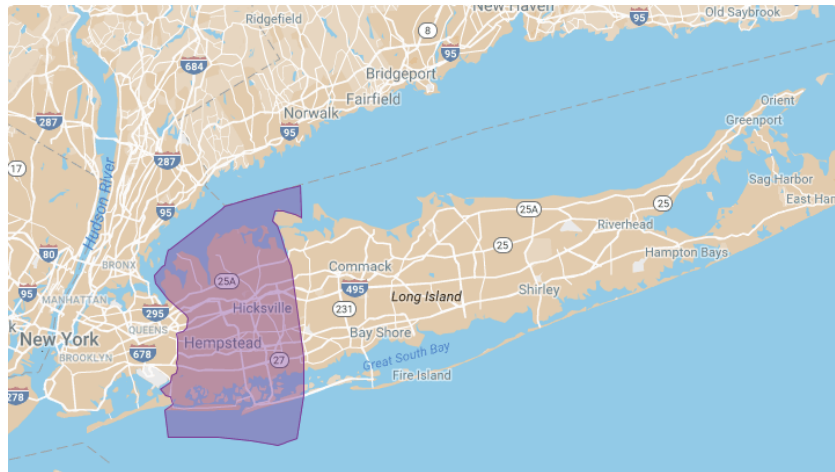 New Haven
Old Saybrook
Ridgefield
8
95
95
684
Bridgeport
Fairfield
Norwalk
95
Orient
Greenport
287
287
17
Hudson River
95
Sag Harbor
East Ham
25A
25
Riverhead
80
BRONX
25
Hampton Bays
Commack
25A
495
Long Island
Shirley
95
MANHATTAN
295
Hicksville
231
k
New York
QUEENS
Bay Shore
Hempstead
BROOKLYN
678
27
Great South Bay
Fire Island
278